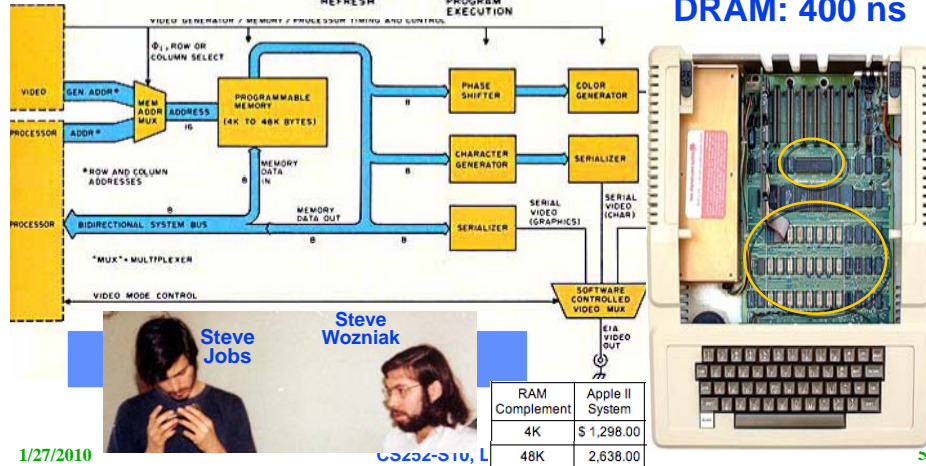 REFRESH
PROGRAM
EXECUTION
DRAM: 400 ns
VIDEO GENERATOR / MEMORY / PROCESSOR TIMING AND CONTROL
Φ1, ROW OR
COLUMN SELECT
VIDEO
GEN. ADDR*
MEM
ADDR
MUX
ADDRESS
16
PROGRAMMABLE
MEMORY
(4K TO 48K BYTES)
8
PHASE
SHIFTER
COLOR
GENERATOR
PROCESSOR
ADDR*
*ROW AND COLUMN
ADDRESSES
8
MEMORY
DATA
IN
8
CHARACTER
GENERATOR
SERIALIZER
PROCESSOR
BIDIRECTIONAL SYSTEM BUS
8
MEMORY
DATA OUT
8
8
SERIALIZER
SERIAL
VIDEO
(GRAPHICS)
SERIAL
VIDEO
(CHAR)
"MUX"=MULTIPLEXER
VIDEO MODE CONTROL
SOFTWARE
CONTROLLED
VIDEO MUX
EIA
VIDEO
OUT
Steve
Jobs
Steve
Wozniak
RAM
Complement
Apple II
System
4K
$ 1,298.00
48K
2,638.00
1/27/2010
CS252-S10, L
5